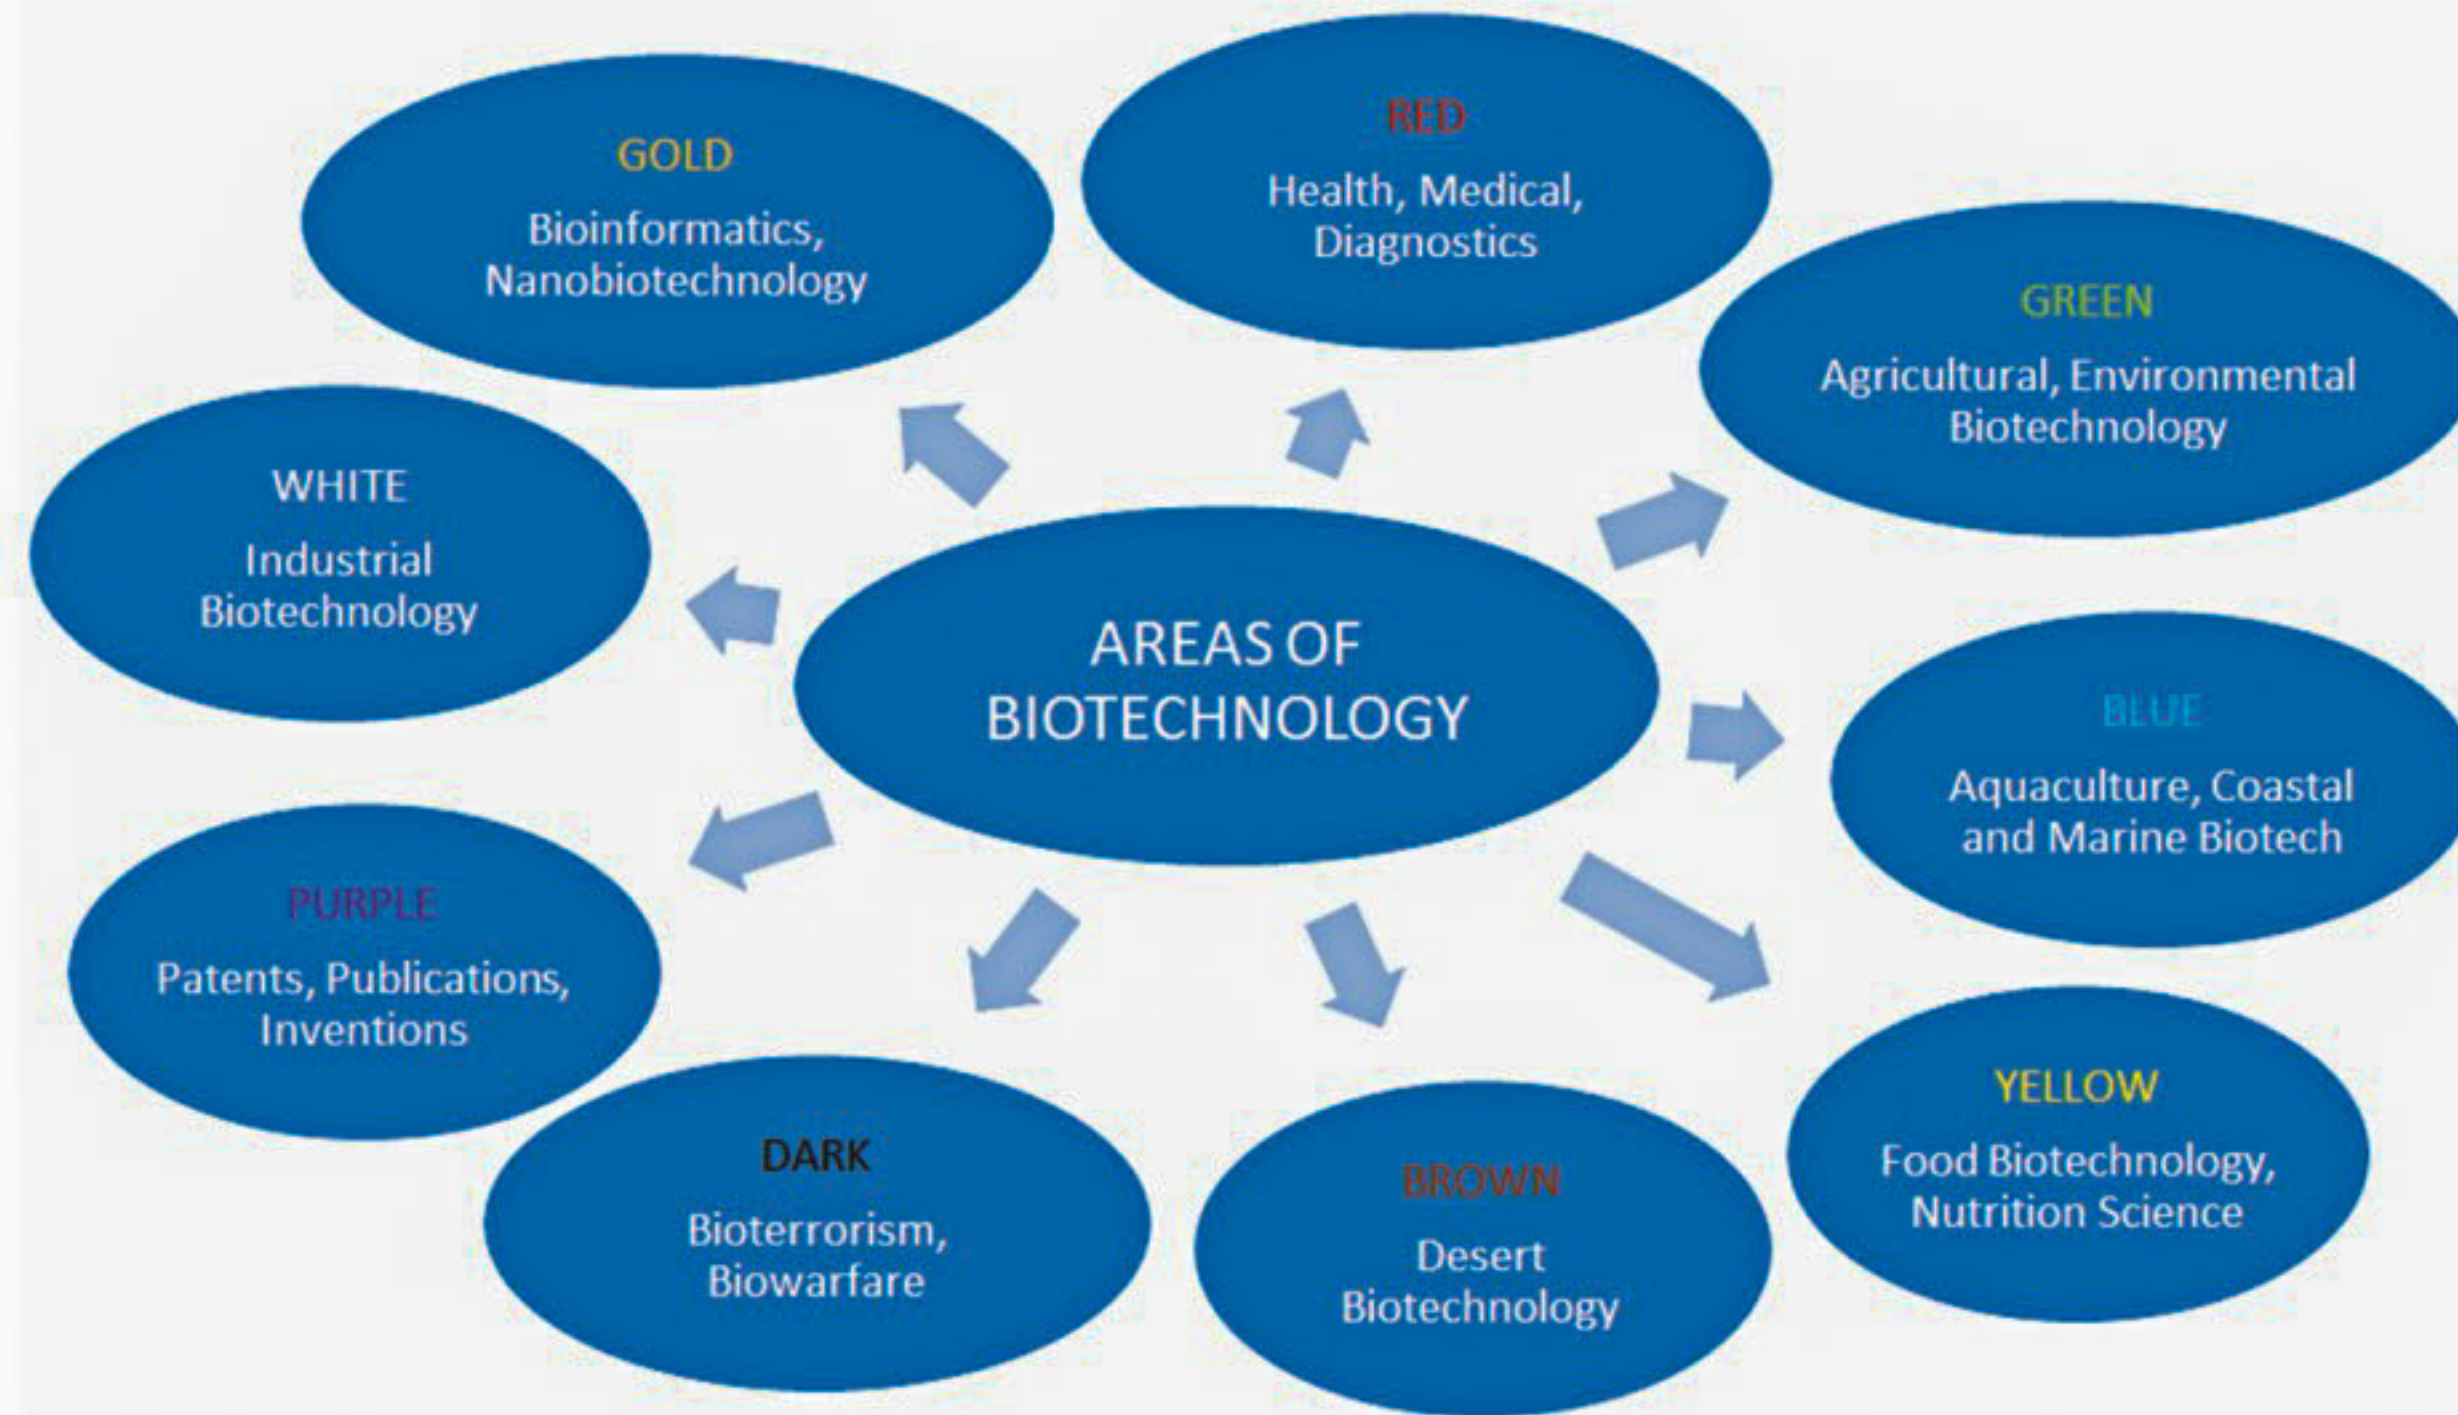 GOLD
Bioinformatics,
Nanobiotechnology
RED
Health, Medical,
Diagnostics
GREEN
Agricultural, Environmental
Biotechnology
WHITE
Industrial
Biotechnology
AREAS OF
BIOTECHNOLOGY
BLUE
Aquaculture, Coastal
and Marine Biotech
PURPLE
Patents, Publications,
Inventions
DARK
Bioterrorism,
Biowarfare
BROWN
Desert
Biotechnology
YELLOW
Food Biotechnology,
Nutrition Science